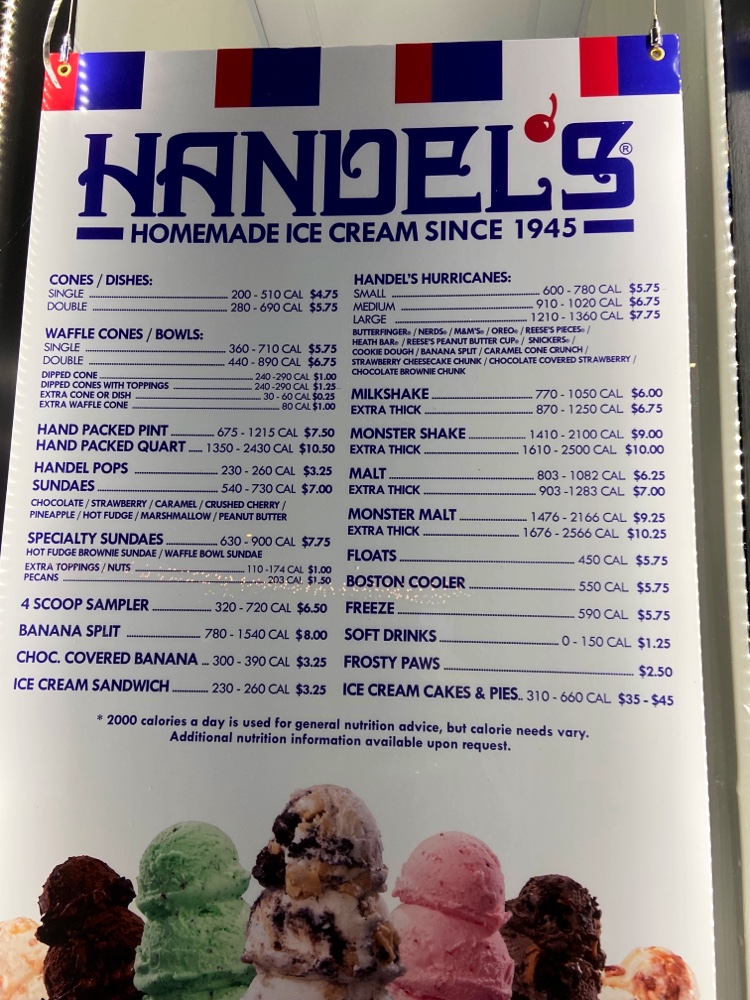 HANDEL'S®
HOMEMADE ICE CREAM SINCE 1945
CONES / DISHES:
SINGLE 200 - 510 CAL $4.75
DOUBLE 280 - 690 CAL $5.75
WAFFLE CONES / BOWLS:
SINGLE 360 - 710 CAL $5.75
DOUBLE 440 - 890 CAL $6.75
DIPPED CONE 240 - 290 CAL $1.00
DIPPED CONES WITH TOPPINGS 240 - 290 CAL $1.25
EXTRA CONE OR DISH 30 - 60 CAL $0.25
EXTRA WAFFLE CONE 80 CAL $1.00
HAND PACKED PINT 675 - 1215 CAL $7.50
HAND PACKED QUART 1350 - 2430 CAL $10.50
HANDEL POPS 230 - 260 CAL $3.25
SUNDAES 540 - 730 CAL $7.00
CHOCOLATE / STRAWBERRY / CARAMEL / CRUSHED CHERRY /
PINEAPPLE / HOT FUDGE / MARSHMALLOW / PEANUT BUTTER
SPECIALTY SUNDAES 630 - 900 CAL $7.75
HOT FUDGE BROWNIE SUNDAE / WAFFLE BOWL SUNDAE
EXTRA TOPPINGS / NUTS 110 - 174 CAL $1.00
PECANS 203 CAL $1.50
4 SCOOP SAMPLER 320 - 720 CAL $6.50
BANANA SPLIT 780 - 1540 CAL $8.00
CHOC. COVERED BANANA 300 - 390 CAL $3.25
ICE CREAM SANDWICH 230 - 260 CAL $3.25
HANDEL'S HURRICANES:
SMALL 600 - 780 CAL $5.75
MEDIUM 910 - 1020 CAL $6.75
LARGE 1210 - 1360 CAL $7.75
BUTTERFINGER® / NERDS® / M&M'S® / OREO® / REESE'S PIECES® /
HEATH BAR® / REESE'S PEANUT BUTTER CUP® / SNICKERS® /
COOKIE DOUGH / BANANA SPLIT / CARAMEL CONE CRUNCH /
STRAWBERRY CHEESECAKE CHUNK / CHOCOLATE COVERED STRAWBERRY /
CHOCOLATE BROWNIE CHUNK
MILKSHAKE 770 - 1050 CAL $6.00
EXTRA THICK 870 - 1250 CAL $6.75
MONSTER SHAKE 1410 - 2100 CAL $9.00
EXTRA THICK 1610 - 2500 CAL $10.00
MALT 803 - 1082 CAL $6.25
EXTRA THICK 903 -1283 CAL $7.00
MONSTER MALT 1476 - 2166 CAL $9.25
EXTRA THICK 1676 - 2566 CAL $10.25
FLOATS 450 CAL $5.75
BOSTON COOLER 550 CAL $5.75
FREEZE 590 CAL $5.75
SOFT DRINKS 0 - 150 CAL $1.25
FROSTY PAWS $2.50
ICE CREAM CAKES & PIES.. 310 - 660 CAL $35 - $45
* 2000 calories a day is used for general nutrition advice, but calorie needs vary.
Additional nutrition information available upon request.